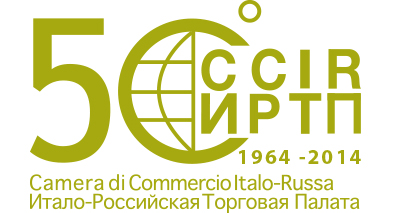 50°
CCIR
ИРТП
1964 -2014
Camera di Commercio Italo-Russa
Итало-Российская Торговая Палата